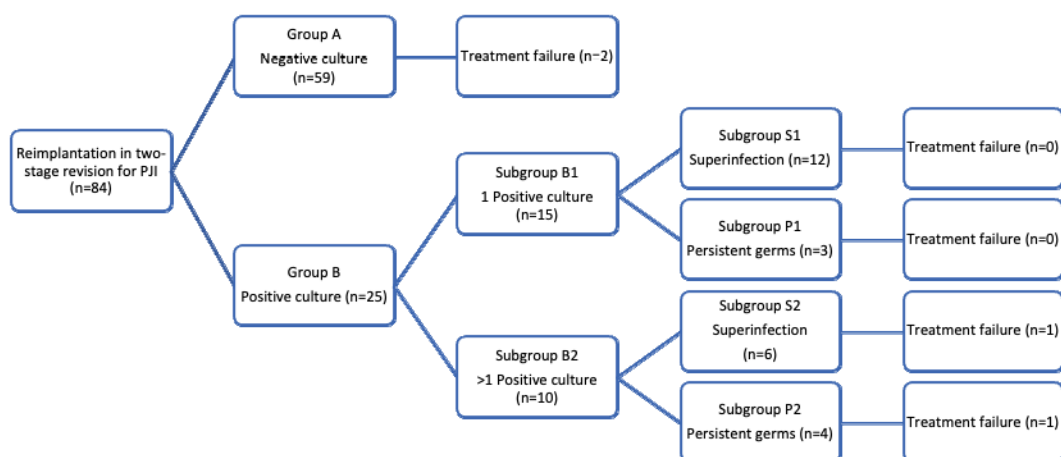 Group A
Negative culture
(n=59)
Treatment failure (n=2)
Reimplantation in two-
stage revision for PJI
(n=84)
Group B
Positive culture (n=25)
Subgroup B1
1 Positive culture
(n=15)
Subgroup B2
>1 Positive culture
(n=10)
Subgroup S1
Superinfection (n=12)
Treatment failure (n=0)
Subgroup P1
Persistent germs (n=3)
Treatment failure (n=0)
Subgroup S2
Superinfection
(n=6)
Treatment failure (n=1)
Subgroup P2
Persistent germs (n=4)
Treatment failure (n=1)